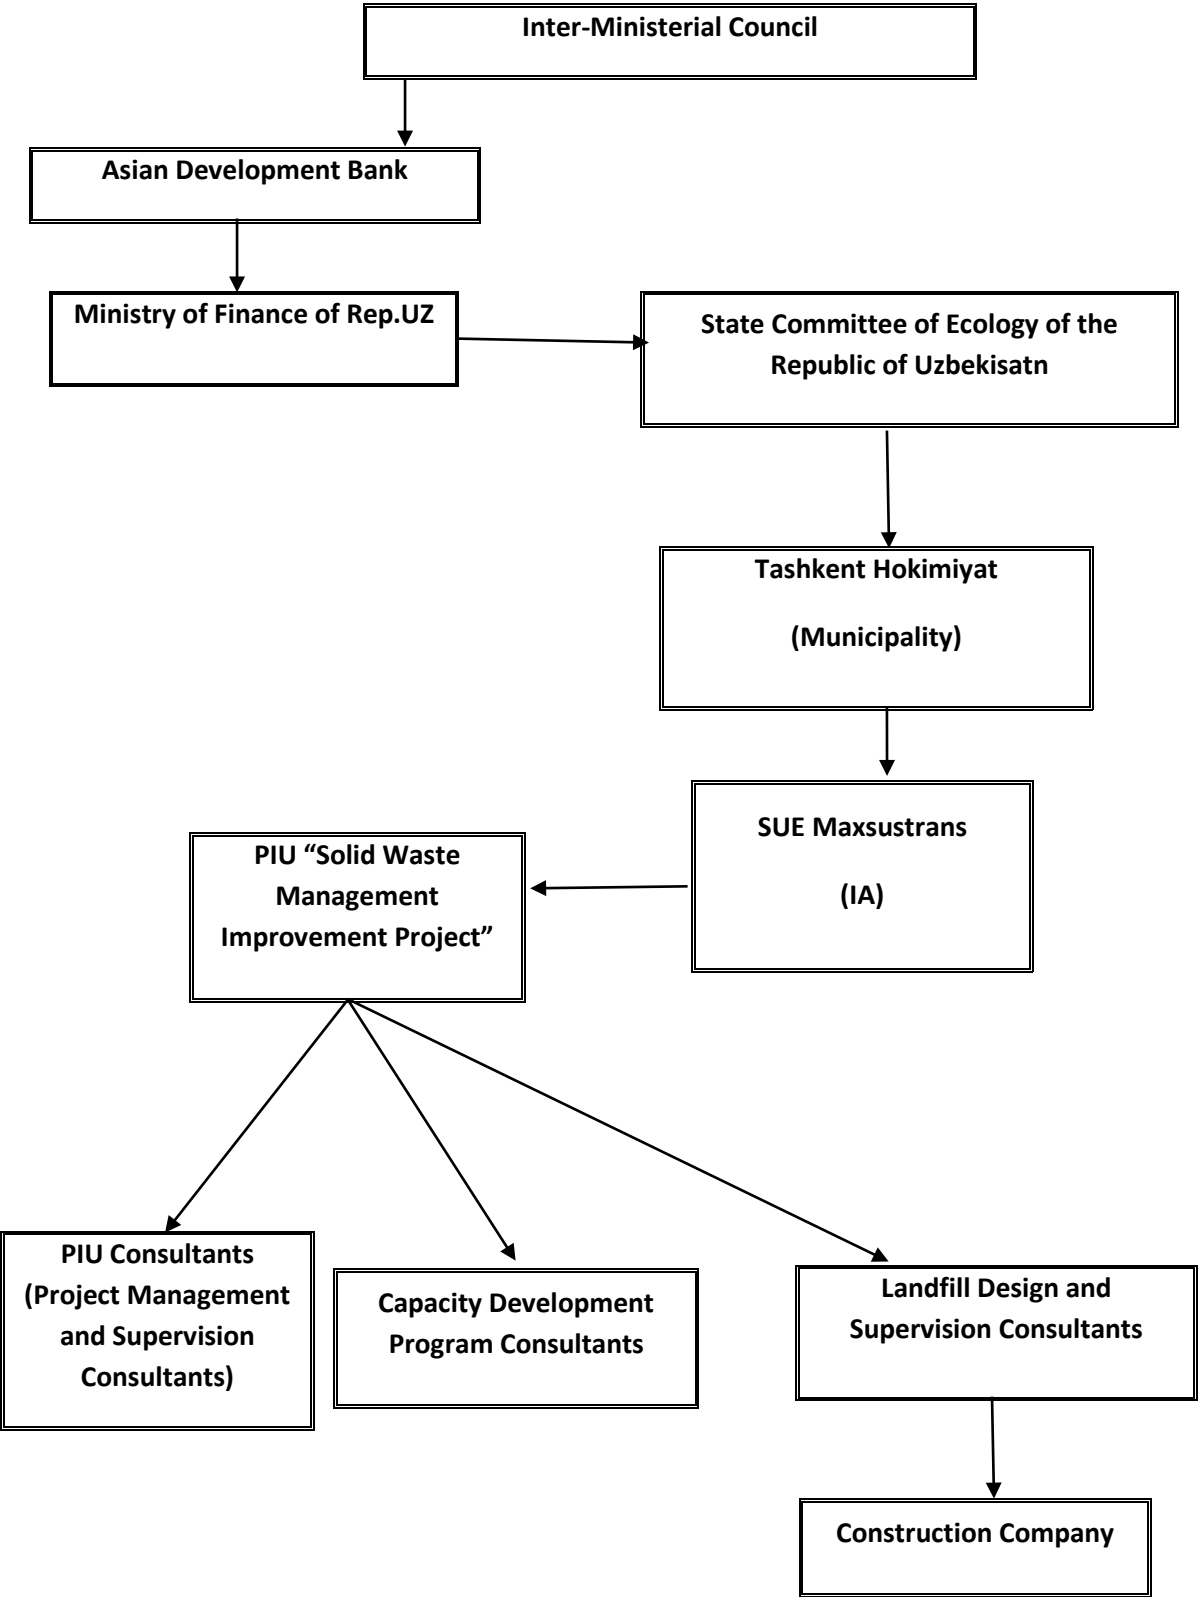 Inter-Ministerial Council
Asian Development Bank
Ministry of Finance of Rep.UZ
State Committee of Ecology of the
Republic of Uzbekisatn
Tashkent Hokimiyat
(Municipality)
SUE Maxsustrans
(IA)
PIU “Solid Waste
Management
Improvement Project”
PIU Consultants
(Project Management
and Supervision
Consultants)
Capacity Development
Program Consultants
Landfill Design and
Supervision Consultants
Construction Company